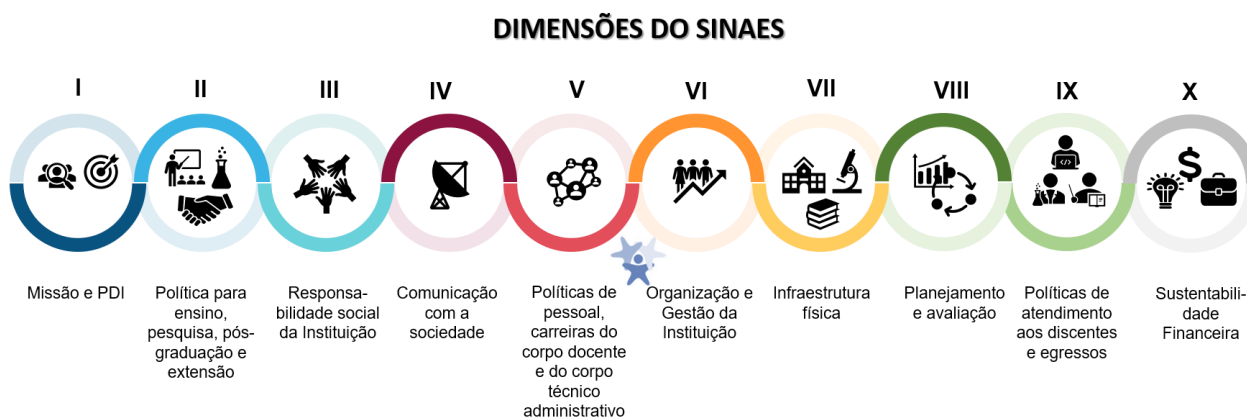 DIMENSÕES DO SINAES
I
II
III
IV
V
VI
VII
VIII
IX
X
Missão e PDI
Política para
ensino,
pesquisa, pós-
graduação e
extensão
Responsa-
bilidade social
da Instituição
Comunicação
com a
sociedade
Políticas de
pessoal,
carreiras do
corpo docente
e do corpo
técnico
administrativo
Organização e
Gestão da
Instituição
Infraestrutura
física
Planejamento
e avaliação
Políticas de
atendimento
aos discentes
e egressos
Sustentabili-
dade
Financeira